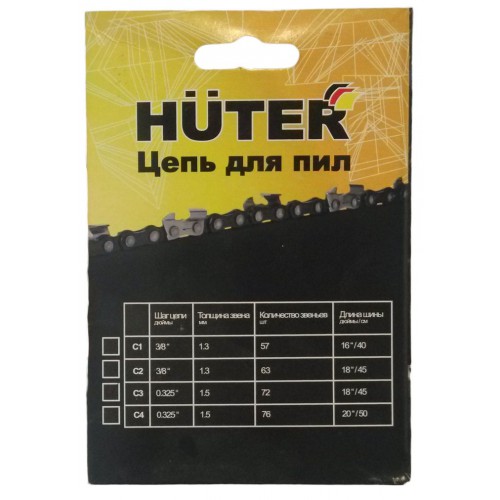 HÜTER
Цепь для пил
Шаг цепи Толщина звена Количество звеньев Длина шины
дюймы мм шт дюймы/см
C1 3/8" 1.3 57 16"/40
C2 3/8" 1.3 63 18"/45
C3 0.325" 1.5 72 18"/45
C4 0.325" 1.5 76 20"/50